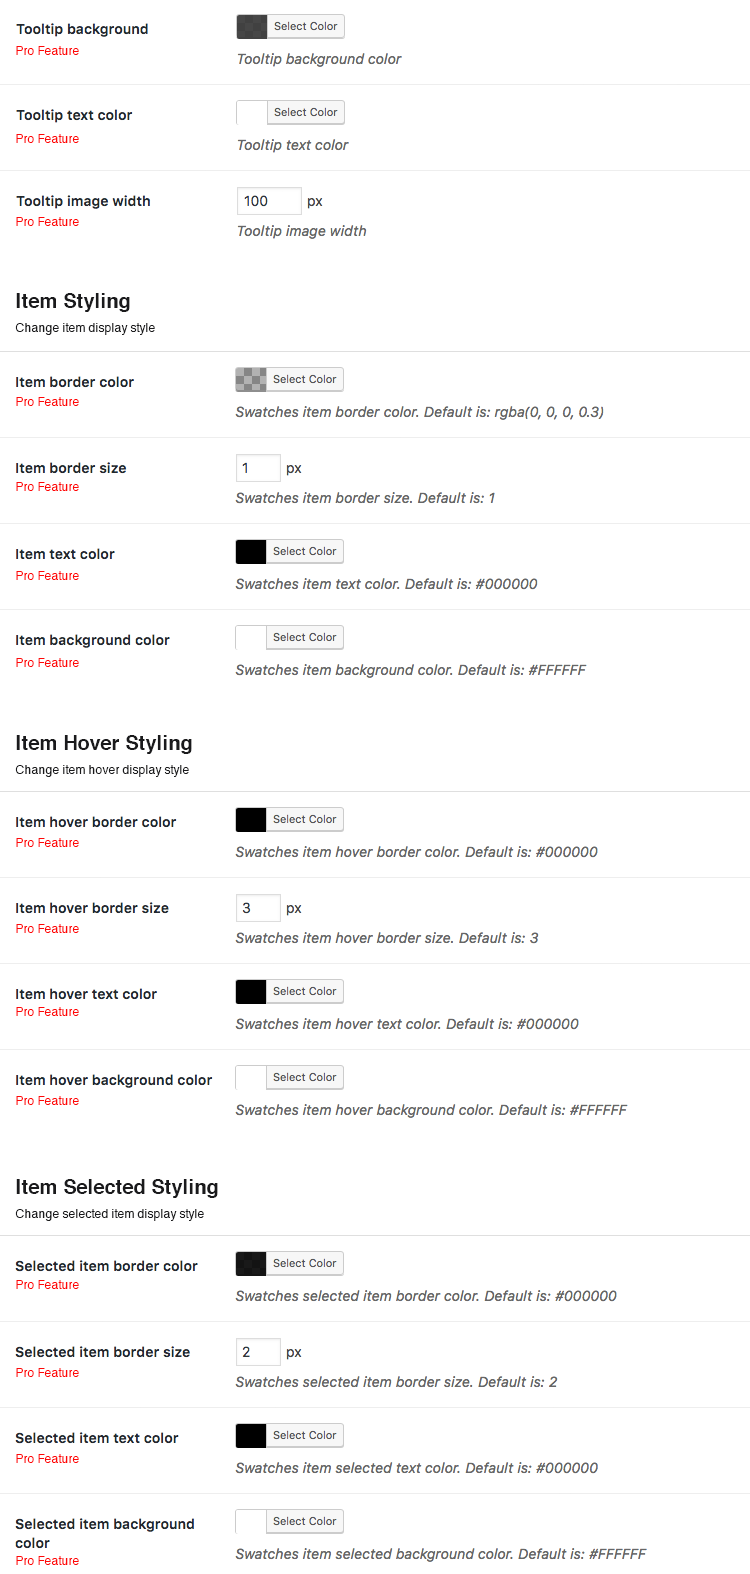 Tooltip background
Select Color
Pro Feature
Tooltip background color
Tooltip text color
Select Color
Pro Feature
Tooltip text color
Tooltip image width
100 px
Pro Feature
Tooltip image width
Item Styling
Change item display style
Item border color
Select Color
Pro Feature
Swatches item border color. Default is: rgba(0, 0, 0, 0.3)
Item border size
1 px
Pro Feature
Swatches item border size. Default is: 1
Item text color
Select Color
Pro Feature
Swatches item text color. Default is: #000000
Item background color
Select Color
Pro Feature
Swatches item background color. Default is: #FFFFFF
Item Hover Styling
Change item hover display style
Item hover border color
Select Color
Pro Feature
Swatches item hover border color. Default is: #000000
Item hover border size
3 px
Pro Feature
Swatches item hover border size. Default is: 3
Item hover text color
Select Color
Pro Feature
Swatches item hover text color. Default is: #000000
Item hover background color
Select Color
Pro Feature
Swatches item hover background color. Default is: #FFFFFF
Item Selected Styling
Change selected item display style
Selected item border color
Select Color
Pro Feature
Swatches selected item border color. Default is: #000000
Selected item border size
2 px
Pro Feature
Swatches selected item border size. Default is: 2
Selected item text color
Select Color
Pro Feature
Swatches item selected text color. Default is: #000000
Selected item background
color
Select Color
Pro Feature
Swatches item selected background color. Default is: #FFFFFF